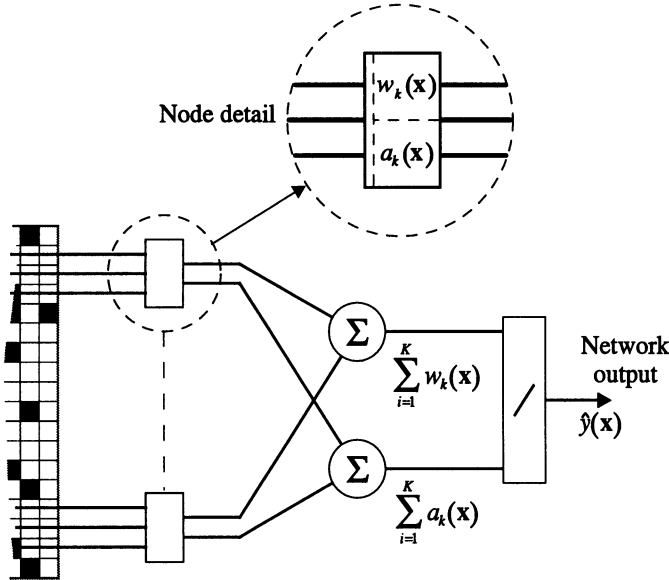 w_k(x)
Node detail
a_k(x)
Σ
K
∑ w_k(x)
i=1
/
Network
output
ŷ(x)
Σ
K
∑ a_k(x)
i=1